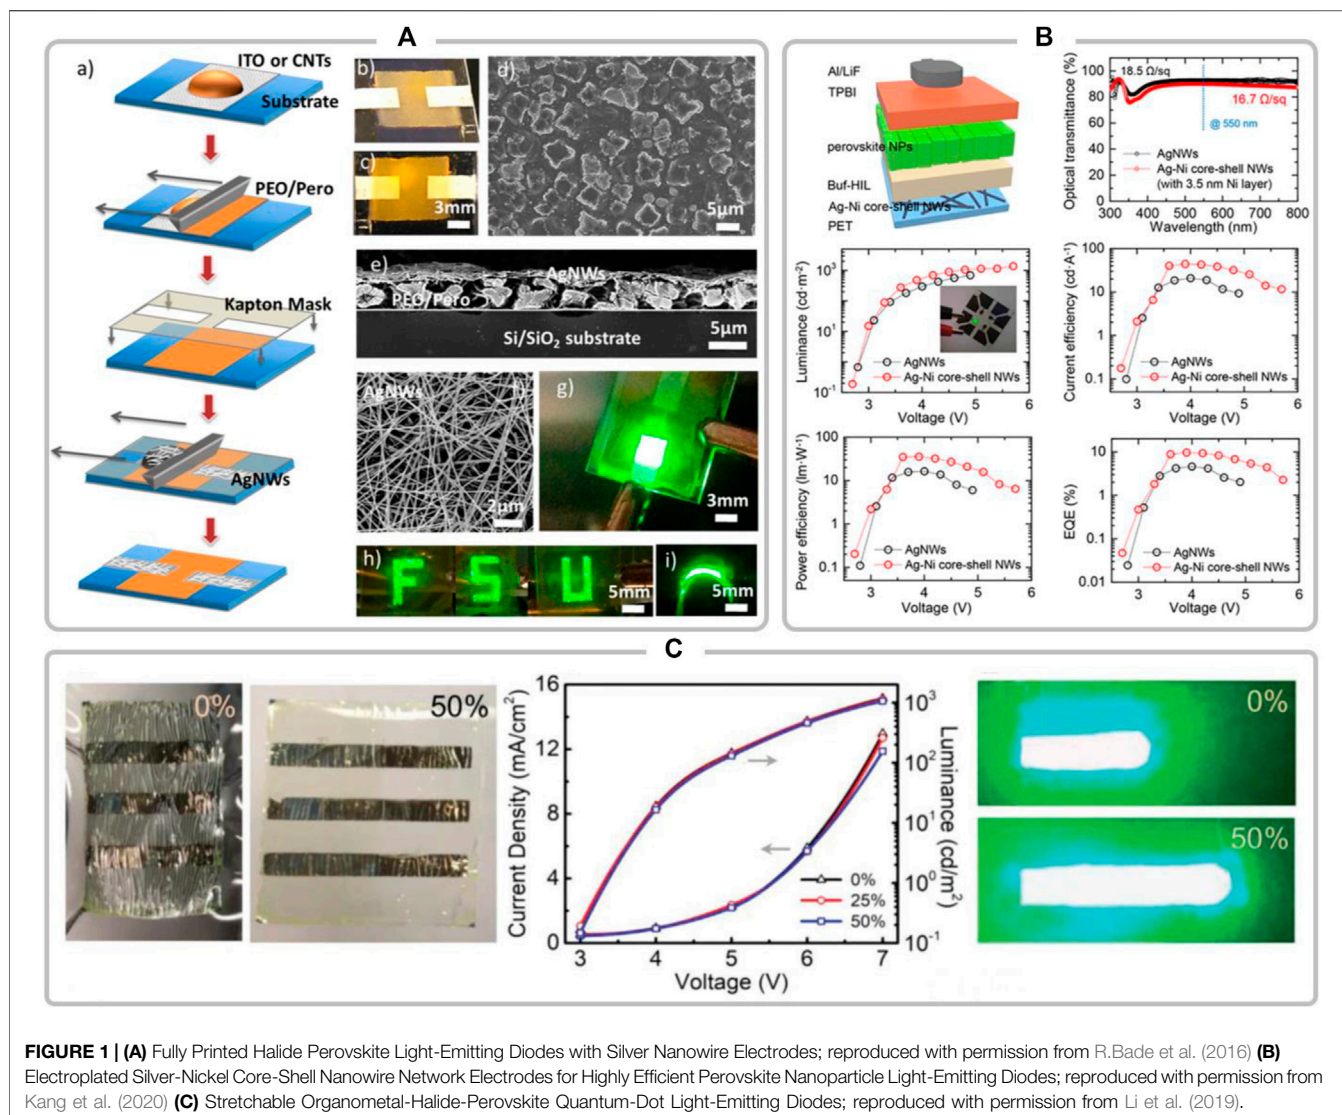 A
a)
ITO or CNTs
Substrate
PEO/Pero
Kapton Mask
AgNWs
b)
c)
3mm
d)
5μm
e)
AgNWs
PEO/Pero
Si/SiO2 substrate
5μm
AgNWs
f)
2μm
g)
3mm
h)
F S U
5mm
i)
5mm
B
Al/LiF
TPBI
perovskite NPs
Buf-HIL
Ag-Ni core-shell NWs
PET
Optical transmittance (%)
100
80
60
40
20
0
18.5 Ω/sq
16.7 Ω/sq
@ 550 nm
AgNWs
Ag-Ni core-shell NWs
(with 3.5 nm Ni layer)
300 400 500 600 700 800
Wavelength (nm)
Luminance (cd·m-2)
10³
10¹
10-1
AgNWs
Ag-Ni core-shell NWs
3 4 5 6
Voltage (V)
Current efficiency (cd·A-1)
100
10
1
0.1
AgNWs
Ag-Ni core-shell NWs
3 4 5 6
Voltage (V)
Power efficiency (lm·W-1)
100
10
1
0.1
AgNWs
Ag-Ni core-shell NWs
3 4 5 6
Voltage (V)
EQE (%)
10
1
0.1
0.01
AgNWs
Ag-Ni core-shell NWs
3 4 5 6
Voltage (V)
C
0%
50%
Current Density (mA/cm²)
16
12
8
4
0
3 4 5 6 7
Voltage (V)
0%
25%
50%
10³
10²
10¹
10⁰
10-1
Luminance (cd/m²)
0%
50%
FIGURE 1 | (A) Fully Printed Halide Perovskite Light-Emitting Diodes with Silver Nanowire Electrodes; reproduced with permission from R.Bade et al. (2016) (B)
Electroplated Silver-Nickel Core-Shell Nanowire Network Electrodes for Highly Efficient Perovskite Nanoparticle Light-Emitting Diodes; reproduced with permission from
Kang et al. (2020) (C) Stretchable Organometal-Halide-Perovskite Quantum-Dot Light-Emitting Diodes; reproduced with permission from Li et al. (2019).